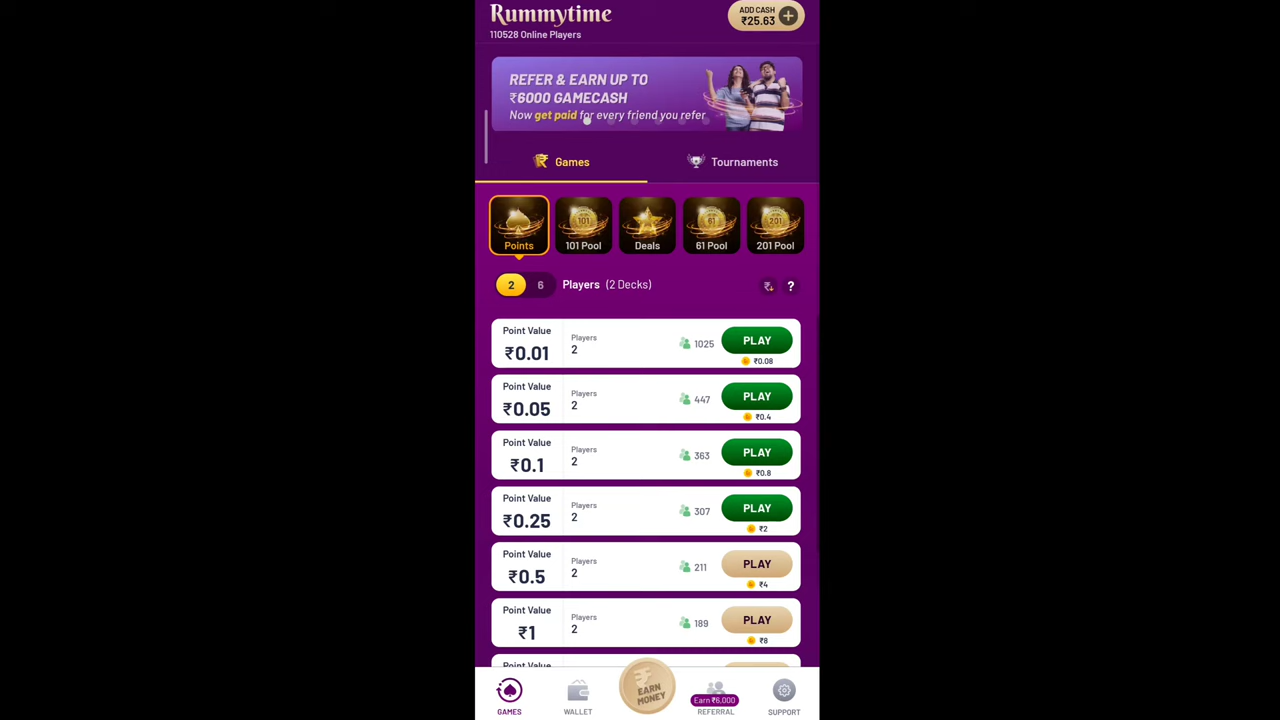 Rummytime
110528 Online Players
ADD CASH
₹25.63
REFER & EARN UP TO
₹6000 GAMECASH
Now get paid for every friend you refer
Games
Tournaments
101
61
201
Points
101 Pool
Deals
61 Pool
201 Pool
2
6
Players (2 Decks)
₹
?
Point Value
₹0.01
Players
2
1025
PLAY
₹0.08
Point Value
₹0.05
Players
2
447
PLAY
₹0.4
Point Value
₹0.1
Players
2
363
PLAY
₹0.8
Point Value
₹0.25
Players
2
307
PLAY
₹2
Point Value
₹0.5
Players
2
211
PLAY
₹4
Point Value
₹1
Players
2
189
PLAY
₹8
Point Value
GAMES
WALLET
₹
EARN
MONEY
Earn ₹6,000
REFERRAL
SUPPORT